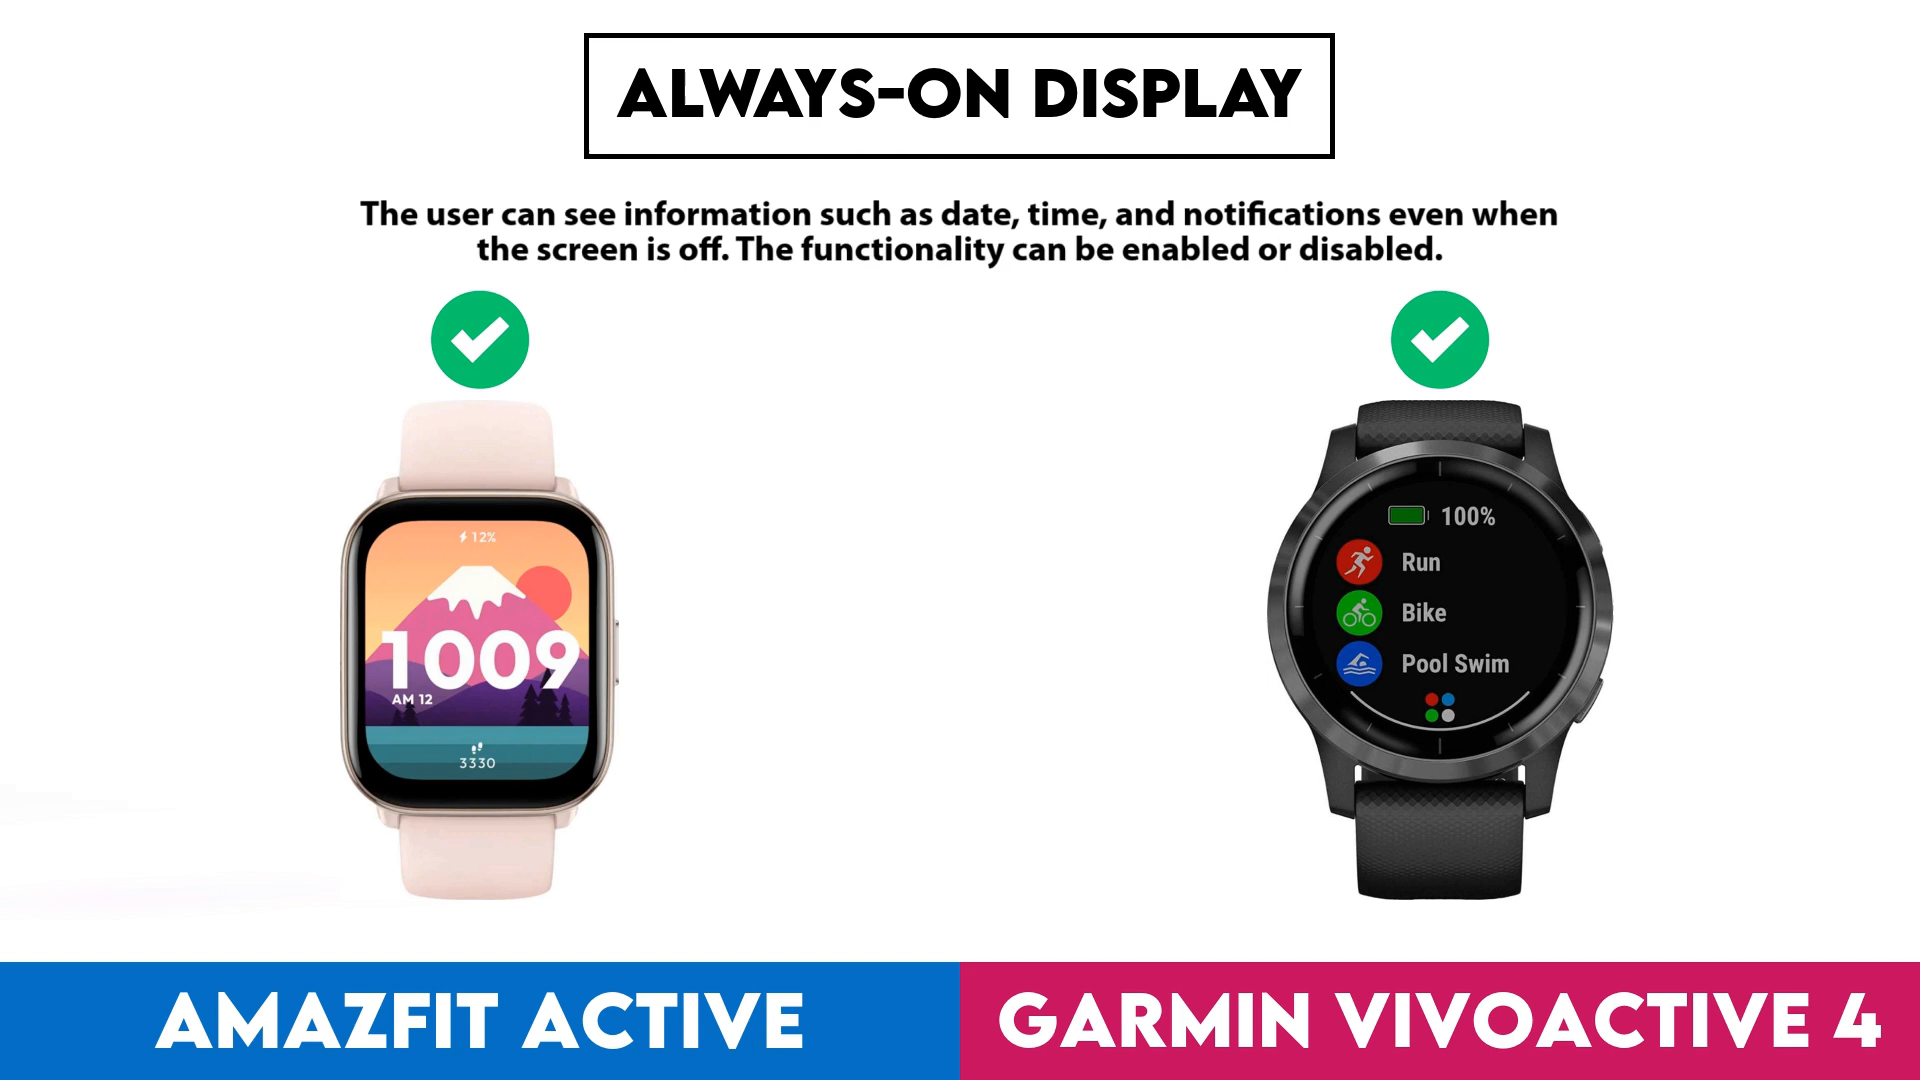 ALWAYS-ON DISPLAY
The user can see information such as date, time, and notifications even when
the screen is off. The functionality can be enabled or disabled.
12%
1009
AM 12
3330
100%
Run
Bike
Pool Swim
AMAZFIT ACTIVE
GARMIN VIVOACTIVE 4